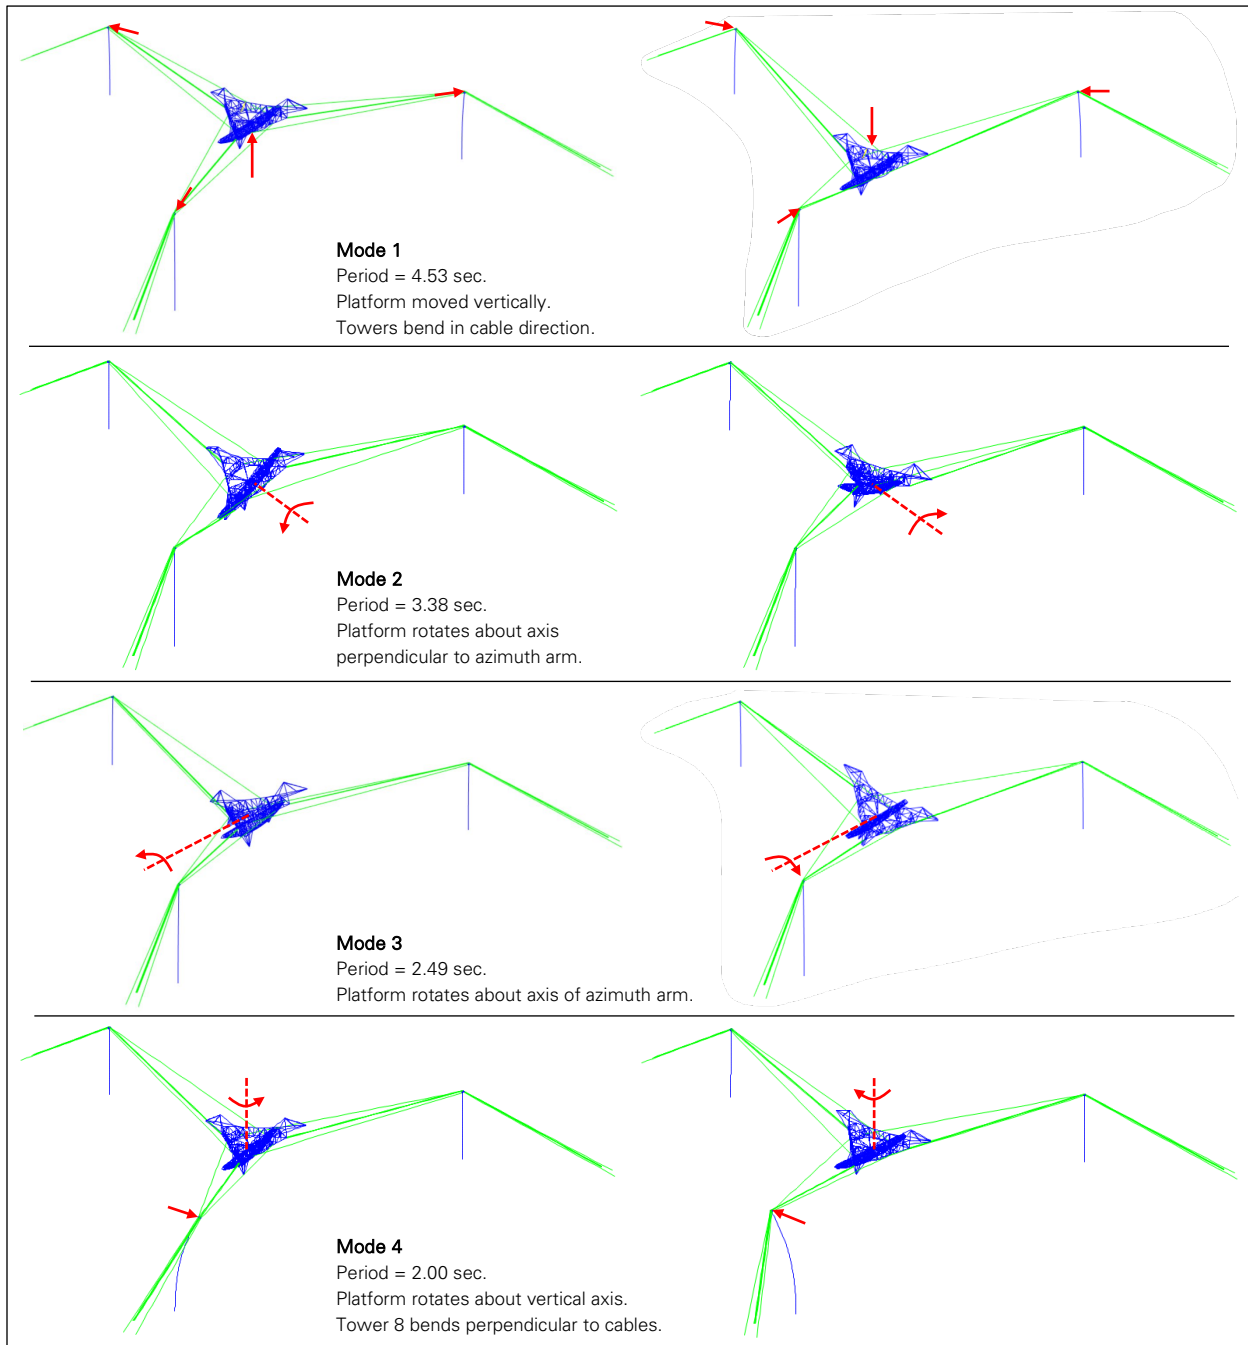 Mode 1
Period = 4.53 sec.
Platform moved vertically.
Towers bend in cable direction.
Mode 2
Period = 3.38 sec.
Platform rotates about axis
perpendicular to azimuth arm.
Mode 3
Period = 2.49 sec.
Platform rotates about axis of azimuth arm.
Mode 4
Period = 2.00 sec.
Platform rotates about vertical axis.
Tower 8 bends perpendicular to cables.